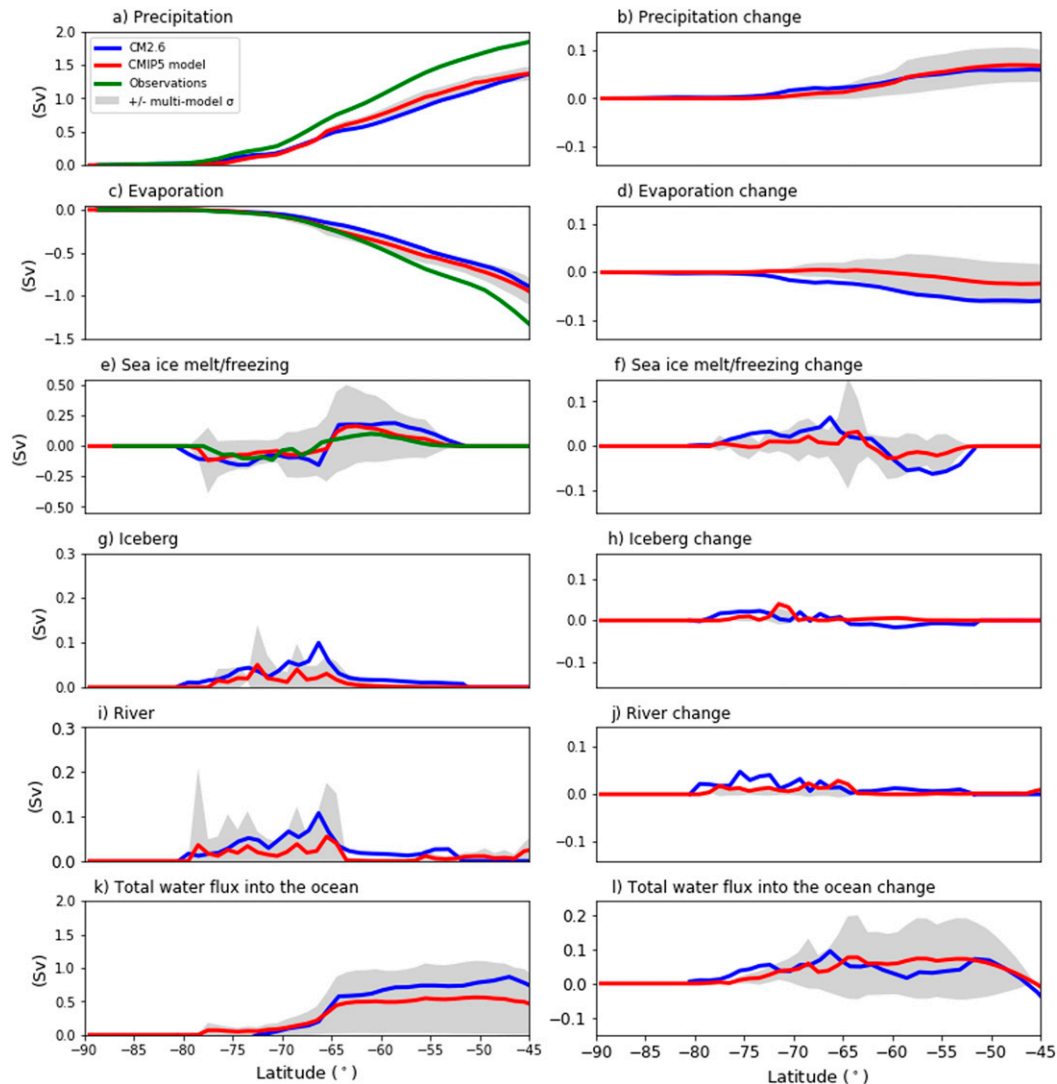 a) Precipitation
b) Precipitation change
2.0
1.5
1.0
0.5
0.0
(Sv)
CM2.6
CMIP5 model
Observations
+/- multi-model σ
0.1
0.0
−0.1
c) Evaporation
d) Evaporation change
0.0
−0.5
−1.0
−1.5
(Sv)
0.1
0.0
−0.1
e) Sea ice melt/freezing
f) Sea ice melt/freezing change
0.50
0.25
0.00
−0.25
−0.50
(Sv)
0.1
0.0
−0.1
g) Iceberg
h) Iceberg change
0.3
0.2
0.1
0.0
(Sv)
0.1
0.0
−0.1
i) River
j) River change
0.3
0.2
0.1
0.0
(Sv)
0.1
0.0
−0.1
k) Total water flux into the ocean
l) Total water flux into the ocean change
2.0
1.5
1.0
0.5
0.0
(Sv)
0.2
0.1
0.0
−0.1
−90 −85 −80 −75 −70 −65 −60 −55 −50 −45
−90 −85 −80 −75 −70 −65 −60 −55 −50 −45
Latitude (°)
Latitude (°)